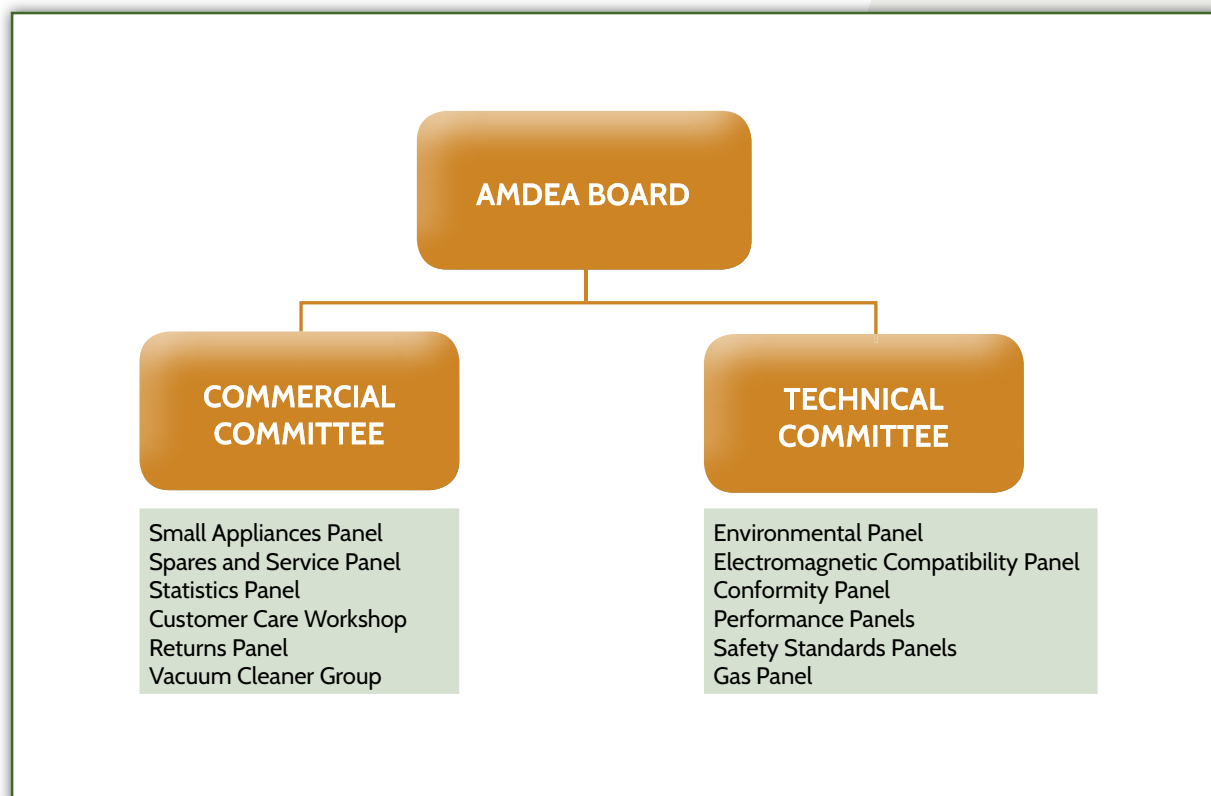 AMDEA BOARD
COMMERCIAL
COMMITTEE
TECHNICAL
COMMITTEE
Small Appliances Panel
Spares and Service Panel
Statistics Panel
Customer Care Workshop
Returns Panel
Vacuum Cleaner Group
Environmental Panel
Electromagnetic Compatibility Panel
Conformity Panel
Performance Panels
Safety Standards Panels
Gas Panel